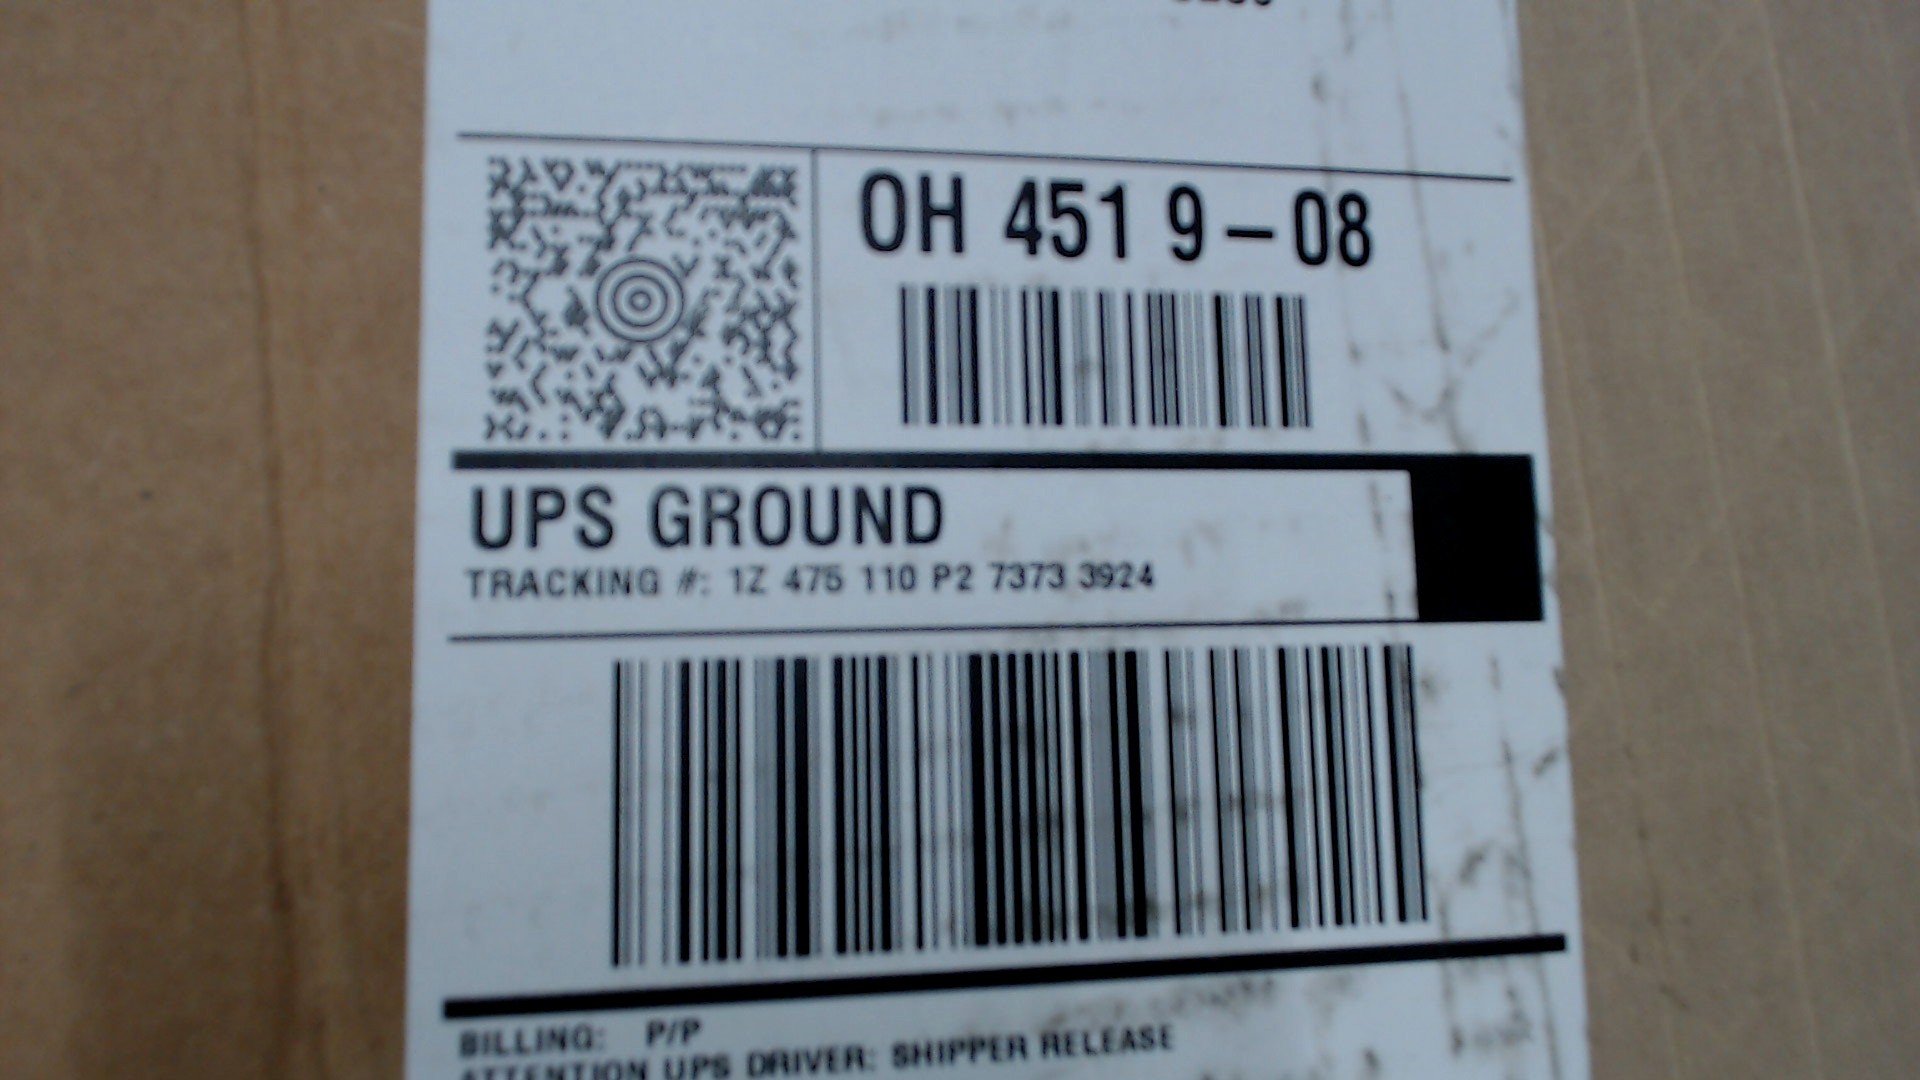 OH 451 9-08
UPS GROUND
TRACKING #: 1Z 475 110 P2 7373 3924
BILLING: P/P
ATTENTION UPS DRIVER: SHIPPER RELEASE